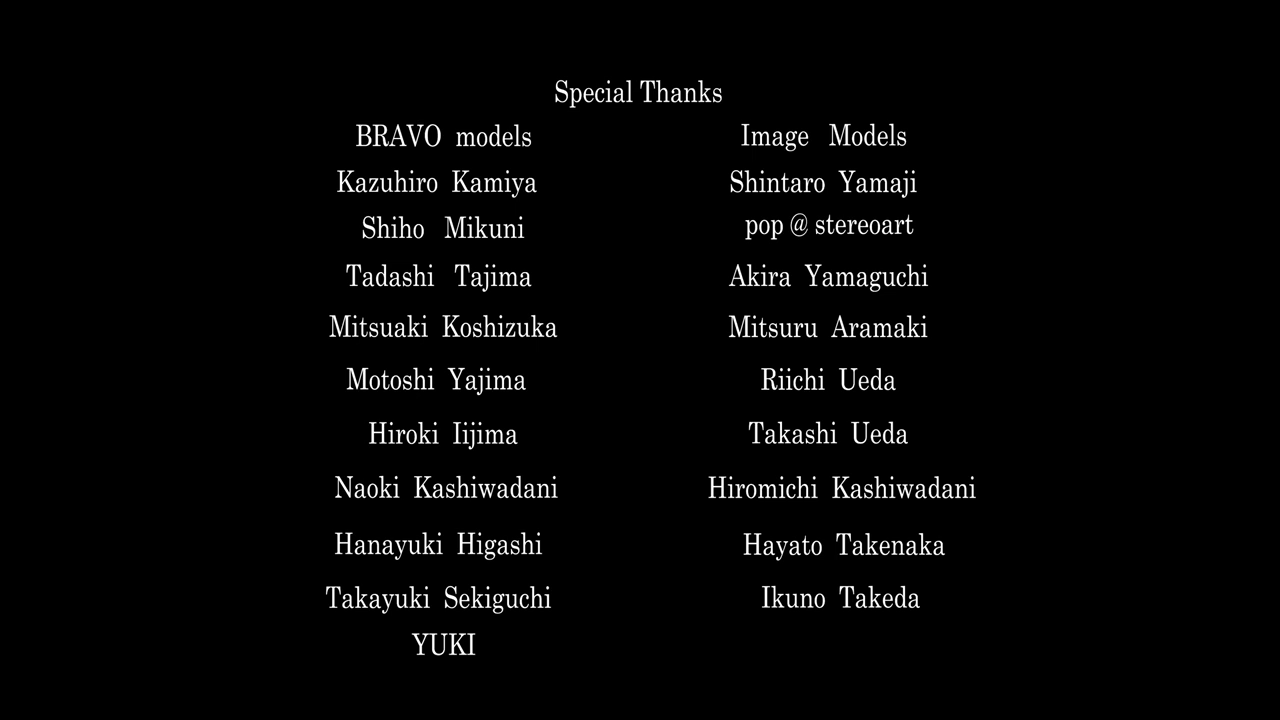 Special Thanks
BRAVO models
Image Models
Kazuhiro Kamiya
Shintaro Yamaji
Shiho Mikuni
pop @ stereoart
Tadashi Tajima
Akira Yamaguchi
Mitsuaki Koshizuka
Mitsuru Aramaki
Motoshi Yajima
Riichi Ueda
Hiroki Iijima
Takashi Ueda
Naoki Kashiwadani
Hiromichi Kashiwadani
Hanayuki Higashi
Hayato Takenaka
Takayuki Sekiguchi
Ikuno Takeda
YUKI